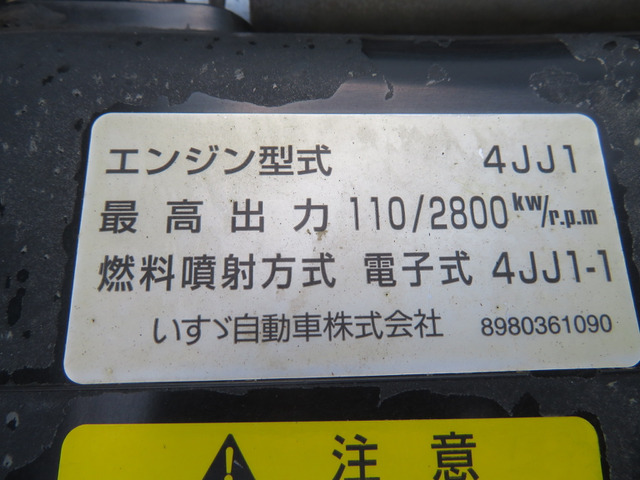 エンジン型式 4JJ1
最高出力 110/2800 kw/r.p.m
燃料噴射方式 電子式 4JJ1-1
いすゞ自動車株式会社 8980361090
注意